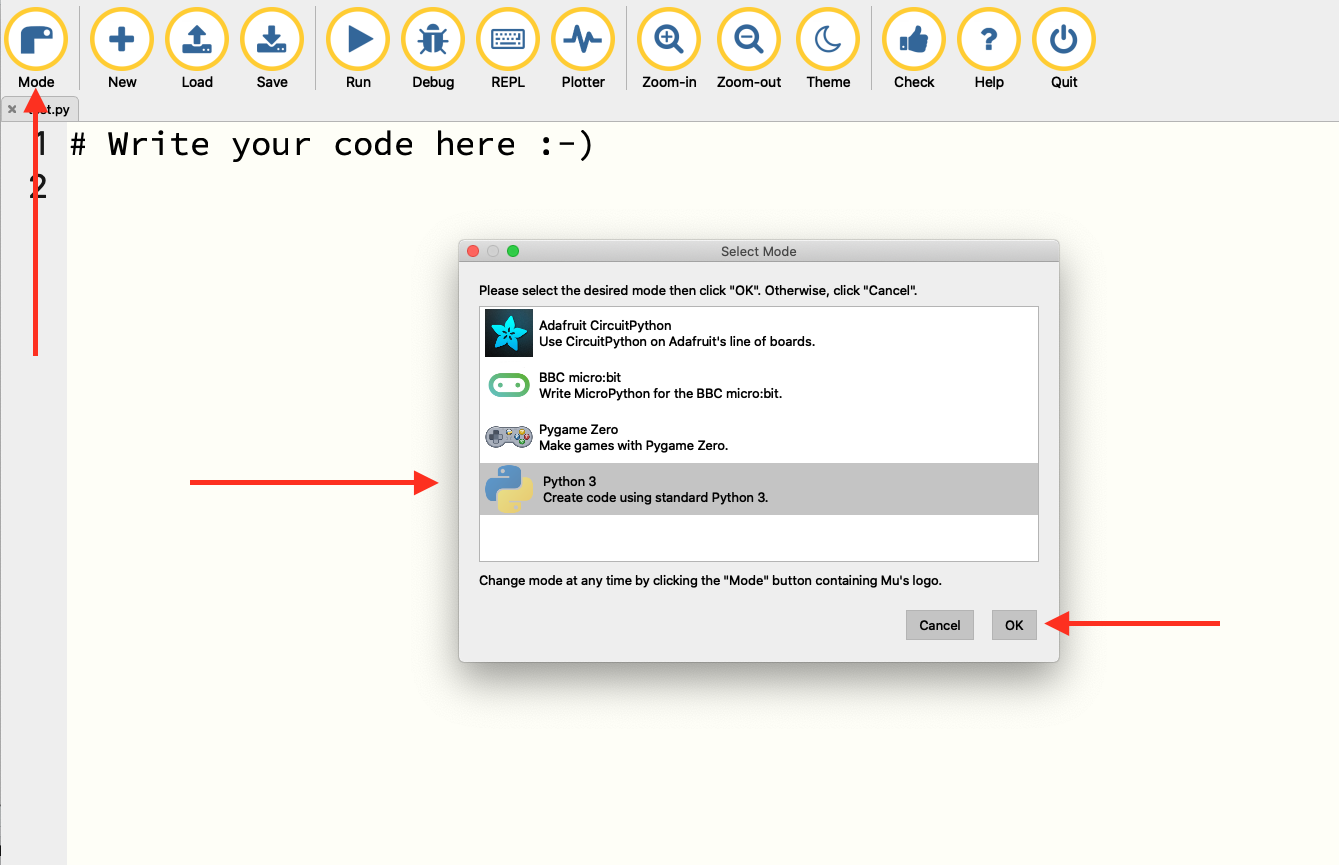 Mode New Load Save Run Debug REPL Plotter Zoom-in Zoom-out Theme Check Help Quit
1 # Write your code here :-)
2
Select Mode
Please select the desired mode then click "OK". Otherwise, click "Cancel".
Adafruit CircuitPython
Use CircuitPython on Adafruit's line of boards.
BBC micro:bit
Write MicroPython for the BBC micro:bit.
Pygame Zero
Make games with Pygame Zero.
Python 3
Create code using standard Python 3.
Change mode at any time by clicking the "Mode" button containing Mu's logo.
Cancel OK